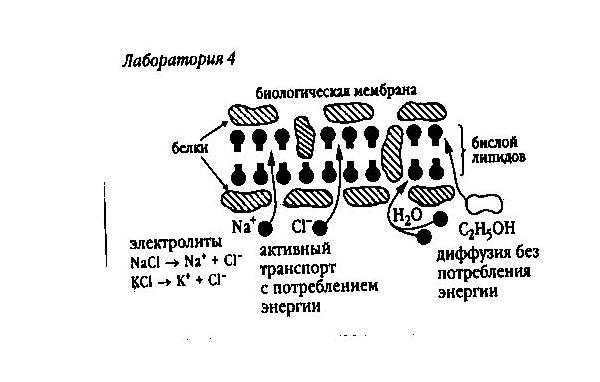 Лаборатория 4
биологическая мембрана
белки
бислой
липидов
Na⁺
Cl⁻
H₂O
C₂H₅OH
электролиты
NaCl → Na⁺ + Cl⁻
KCl → K⁺ + Cl⁻
активный
транспорт
с потреблением
энергии
диффузия без
потребления
энергии